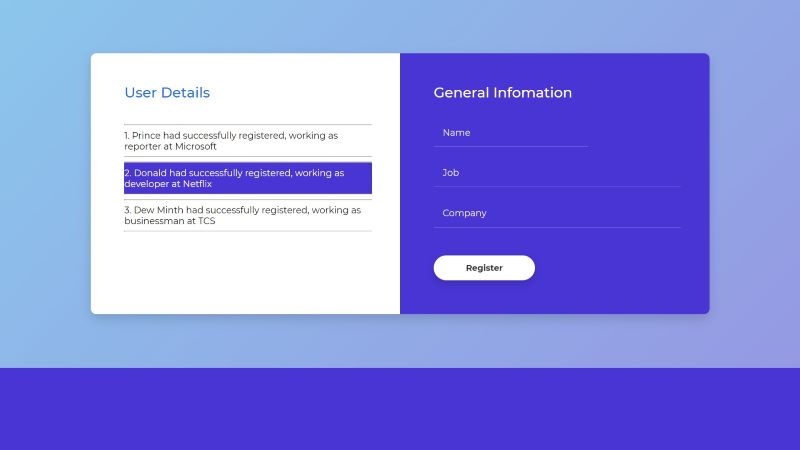 User Details
1. Prince had successfully registered, working as
reporter at Microsoft
2. Donald had successfully registered, working as
developer at Netflix
3. Dew Minth had successfully registered, working as
businessman at TCS
General Infomation
Name
Job
Company
Register